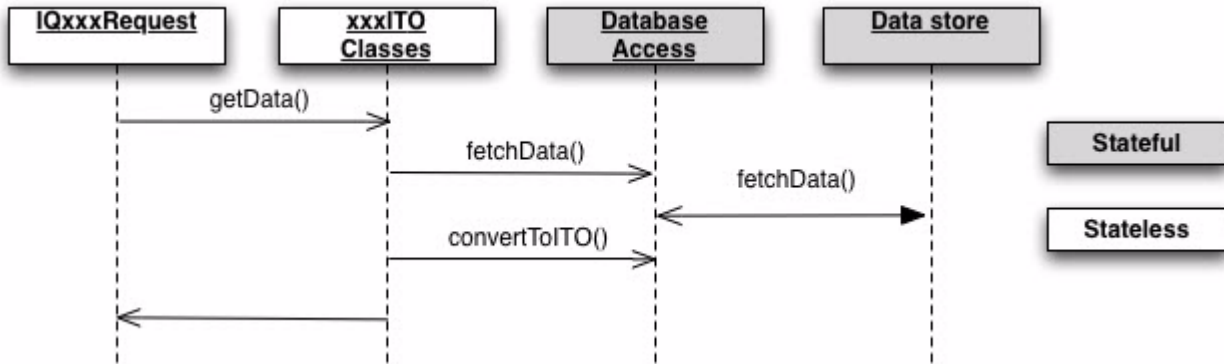 IQxxxRequest
xxxITO
Classes
Database
Access
Data store
getData()
fetchData()
fetchData()
convertToITO()
Stateful
Stateless